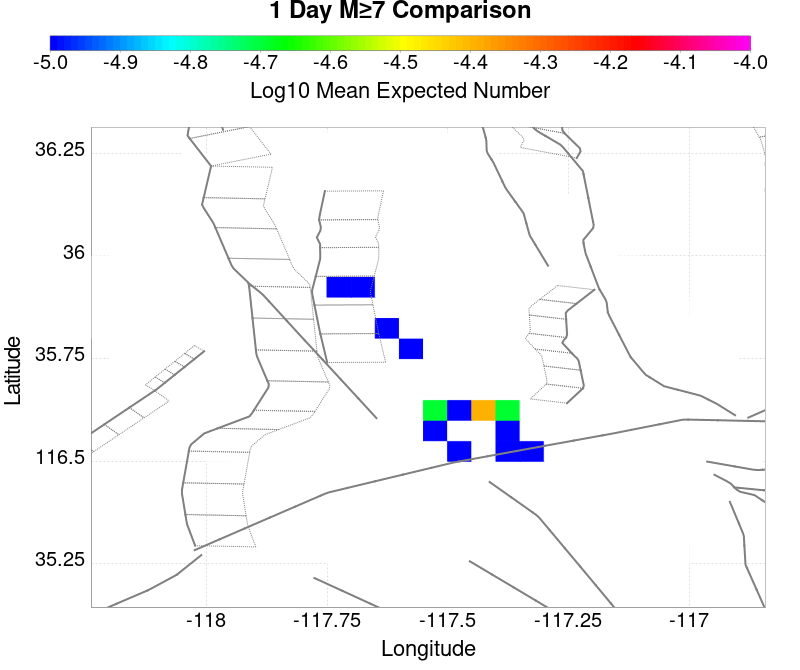 1 Day M≥7 Comparison
-5.0 -4.9 -4.8 -4.7 -4.6 -4.5 -4.4 -4.3 -4.2 -4.1 -4.0
Log10 Mean Expected Number
36.25
36
35.75
116.5
35.25
Latitude
-118 -117.75 -117.5 -117.25 -117
Longitude